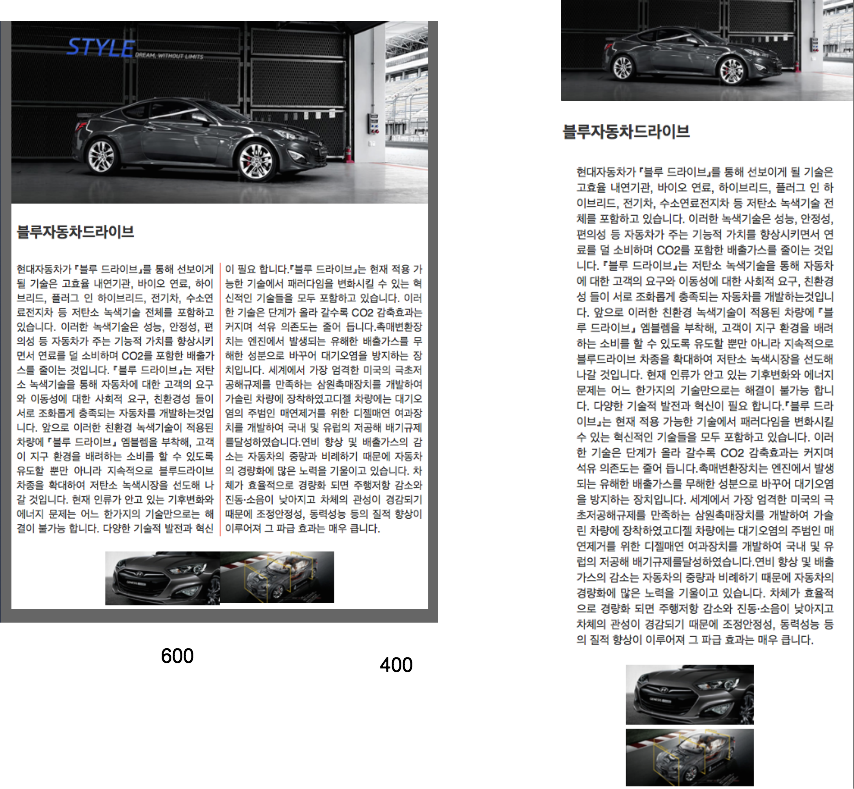 STYLE DREAM, WITHOUT LIMITS
블루자동차드라이브
현대자동차가 『블루 드라이브』를 통해 선보이게
될 기술은 고효율 내연기관, 바이오 연료, 하이
브리드, 플러그 인 하이브리드, 전기차, 수소연
료전지차 등 저탄소 녹색기술 전체를 포함하고
있습니다. 이러한 녹색기술은 성능, 안정성, 편
의성 등 자동차가 주는 기능적 가치를 향상시키
면서 연료를 덜 소비하며 CO2를 포함한 배출가
스를 줄이는 것입니다. 『블루 드라이브』는 저탄
소 녹색기술을 통해 자동차에 대한 고객의 요구
와 이동성에 대한 사회적 요구, 친환경성 들이
서로 조화롭게 충족되는 자동차를 개발하는것입
니다. 앞으로 이러한 친환경 녹색기술이 적용된
차량에 『블루 드라이브』 엠블렘을 부착해, 고객
이 지구 환경을 배려하는 소비를 할 수 있도록
유도할 뿐만 아니라 지속적으로 블루드라이브
차종을 확대하여 저탄소 녹색시장을 선도해 나
갈 것입니다. 현재 인류가 안고 있는 기후변화와
에너지 문제는 어느 한가지의 기술만으로는 해
결이 불가능 합니다. 다양한 기술적 발전과 혁신
이 필요 합니다.『블루 드라이브』는 현재 적용 가
능한 기술에서 패러다임을 변화시킬 수 있는 혁
신적인 기술들을 모두 포함하고 있습니다. 이러
한 기술은 단계가 올라 갈수록 CO2 감축효과는
커지며 석유 의존도는 줄어 듭니다.촉매변환장
치는 엔진에서 발생되는 유해한 배출가스를 무
해한 성분으로 바꾸어 대기오염을 방지하는 장
치입니다. 세계에서 가장 엄격한 미국의 극초저
공해규제를 만족하는 삼원촉매장치를 개발하여
가솔린 차량에 장착하였고디젤 차량에는 대기오
염의 주범인 매연제거를 위한 디젤매연 여과장
치를 개발하여 국내 및 유럽의 저공해 배기규제
를달성하였습니다.연비 향상 및 배출가스의 감
소는 자동차의 중량과 비례하기 때문에 자동차
의 경량화에 많은 노력을 기울이고 있습니다. 차
체가 효율적으로 경량화 되면 주행저항 감소와
진동·소음이 낮아지고 차체의 관성이 경감되기
때문에 조정안정성, 동력성능 등의 질적 향상이
이루어져 그 파급 효과는 매우 큽니다.
600
400
블루자동차드라이브
현대자동차가 『블루 드라이브』를 통해 선보이게 될 기술은
고효율 내연기관, 바이오 연료, 하이브리드, 플러그 인 하
이브리드, 전기차, 수소연료전지차 등 저탄소 녹색기술 전
체를 포함하고 있습니다. 이러한 녹색기술은 성능, 안정성,
편의성 등 자동차가 주는 기능적 가치를 향상시키면서 연
료를 덜 소비하며 CO2를 포함한 배출가스를 줄이는 것입
니다. 『블루 드라이브』는 저탄소 녹색기술을 통해 자동차
에 대한 고객의 요구와 이동성에 대한 사회적 요구, 친환경
성 들이 서로 조화롭게 충족되는 자동차를 개발하는것입니
다. 앞으로 이러한 친환경 녹색기술이 적용된 차량에 『블
루 드라이브』 엠블렘을 부착해, 고객이 지구 환경을 배려
하는 소비를 할 수 있도록 유도할 뿐만 아니라 지속적으로
블루드라이브 차종을 확대하여 저탄소 녹색시장을 선도해
나갈 것입니다. 현재 인류가 안고 있는 기후변화와 에너지
문제는 어느 한가지의 기술만으로는 해결이 불가능 합니
다. 다양한 기술적 발전과 혁신이 필요 합니다.『블루 드라
이브』는 현재 적용 가능한 기술에서 패러다임을 변화시킬
수 있는 혁신적인 기술들을 모두 포함하고 있습니다. 이러
한 기술은 단계가 올라 갈수록 CO2 감축효과는 커지며
석유 의존도는 줄어 듭니다.촉매변환장치는 엔진에서 발생
되는 유해한 배출가스를 무해한 성분으로 바꾸어 대기오염
을 방지하는 장치입니다. 세계에서 가장 엄격한 미국의 극
초저공해규제를 만족하는 삼원촉매장치를 개발하여 가솔
린 차량에 장착하였고디젤 차량에는 대기오염의 주범인 매
연제거를 위한 디젤매연 여과장치를 개발하여 국내 및 유
럽의 저공해 배기규제를달성하였습니다.연비 향상 및 배출
가스의 감소는 자동차의 중량과 비례하기 때문에 자동차의
경량화에 많은 노력을 기울이고 있습니다. 차체가 효율적
으로 경량화 되면 주행저항 감소와 진동·소음이 낮아지고
차체의 관성이 경감되기 때문에 조정안정성, 동력성능 등
의 질적 향상이 이루어져 그 파급 효과는 매우 큽니다.